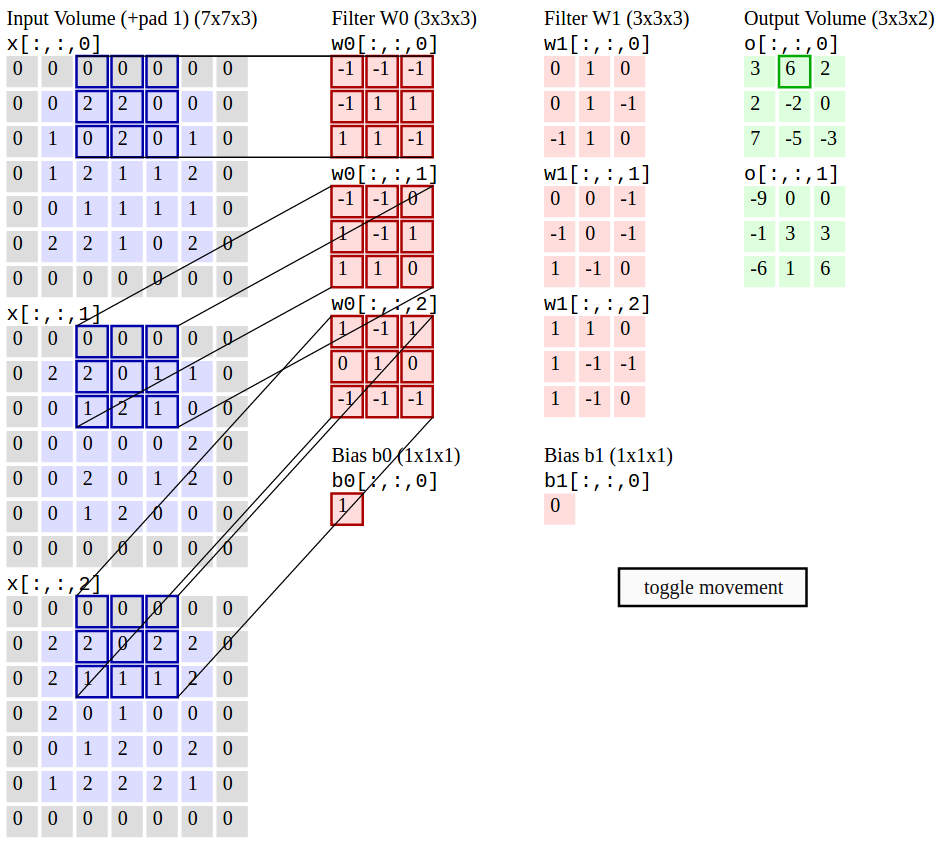 Input Volume (+pad 1) (7x7x3)
x[:,:,0]
0 0 0 0 0 0 0
0 0 2 2 0 0 0
0 1 0 2 0 1 0
0 1 2 1 1 2 0
0 0 1 1 1 1 0
0 2 2 1 0 2 0
0 0 0 0 0 0 0
x[:,:,1]
0 0 0 0 0 0 0
0 2 2 0 1 1 0
0 0 1 2 1 0 0
0 0 0 0 0 2 0
0 0 2 0 1 2 0
0 0 1 2 0 0 0
0 0 0 0 0 0 0
x[:,:,2]
0 0 0 0 0 0 0
0 2 2 0 2 2 0
0 2 1 1 1 2 0
0 2 0 1 0 0 0
0 0 1 2 0 2 0
0 1 2 2 2 1 0
0 0 0 0 0 0 0
Filter W0 (3x3x3)
w0[:,:,0]
-1 -1 -1
-1 1 1
1 1 -1
w0[:,:,1]
-1 -1 0
1 -1 1
1 1 0
w0[:,:,2]
1 -1 1
0 1 0
-1 -1 -1
Bias b0 (1x1x1)
b0[:,:,0]
1
Filter W1 (3x3x3)
w1[:,:,0]
0 1 0
0 1 -1
-1 1 0
w1[:,:,1]
0 0 -1
-1 0 -1
1 -1 0
w1[:,:,2]
1 1 0
1 -1 -1
1 -1 0
Bias b1 (1x1x1)
b1[:,:,0]
0
Output Volume (3x3x2)
o[:,:,0]
3 6 2
2 -2 0
7 -5 -3
o[:,:,1]
-9 0 0
-1 3 3
-6 1 6
toggle movement